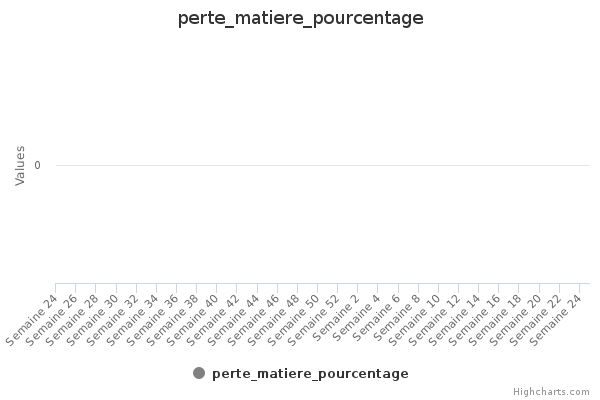 perte_matiere_pourcentage
Values
0
Semaine 24
Semaine 26
Semaine 28
Semaine 30
Semaine 32
Semaine 34
Semaine 36
Semaine 38
Semaine 40
Semaine 42
Semaine 44
Semaine 46
Semaine 48
Semaine 50
Semaine 52
Semaine 2
Semaine 4
Semaine 6
Semaine 8
Semaine 10
Semaine 12
Semaine 14
Semaine 16
Semaine 18
Semaine 20
Semaine 22
Semaine 24
perte_matiere_pourcentage
Highcharts.com